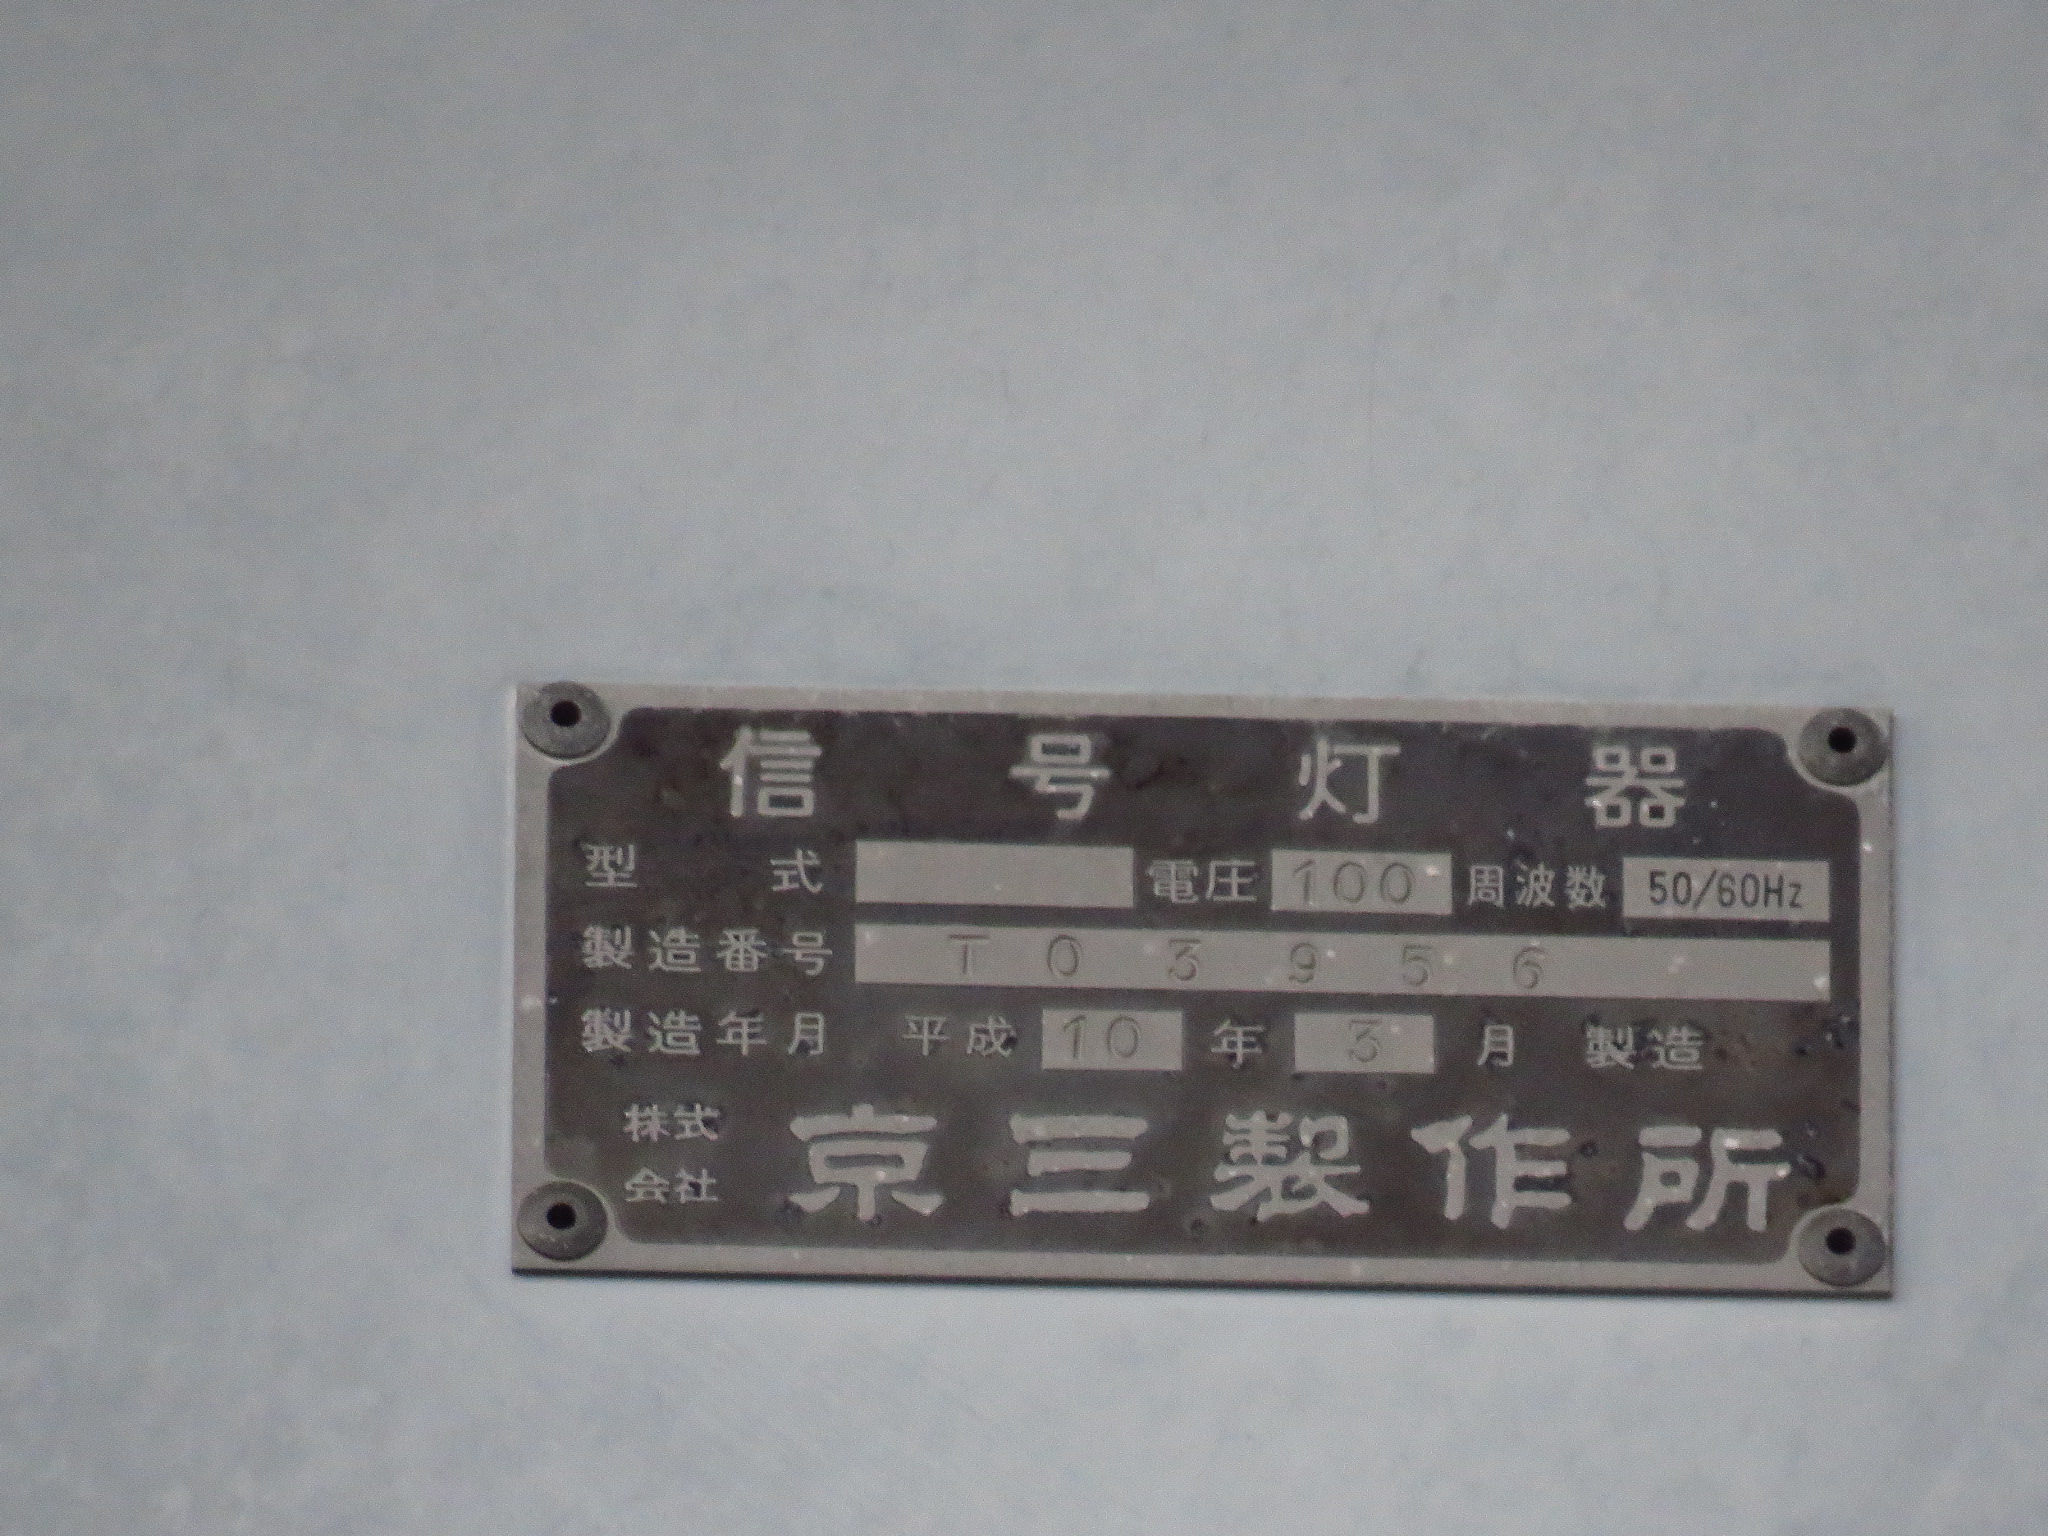 信号灯器
型式 電圧 100 周波数 50/60Hz
製造番号 T03956
製造年月 平成 10 年 3 月 製造
株式会社 京三製作所